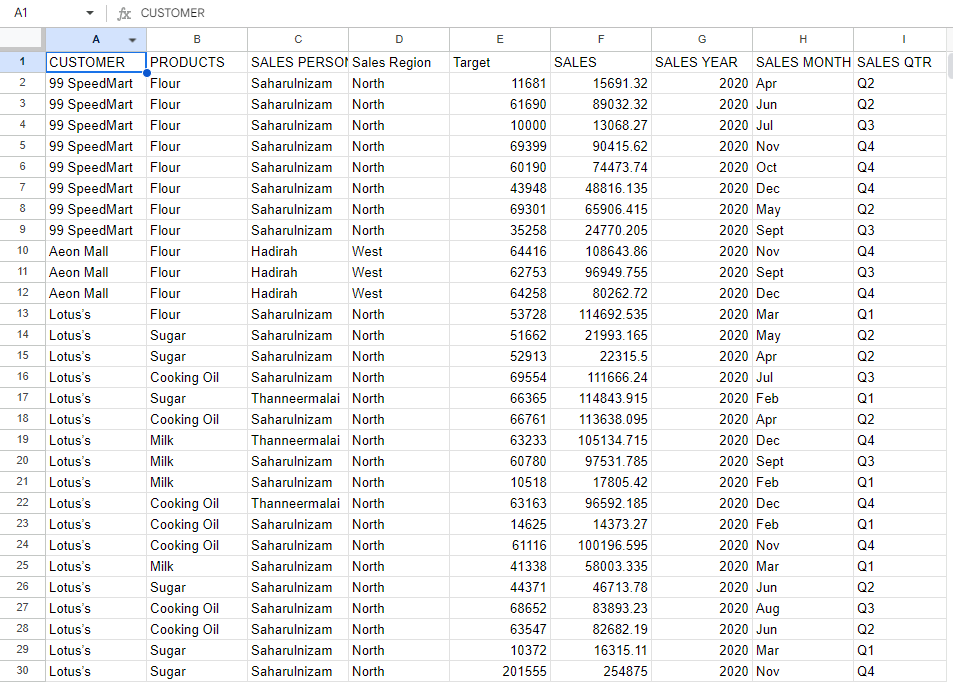 A1 fx CUSTOMER
A B C D E F G H I
1 CUSTOMER PRODUCTS SALES PERSON Sales Region Target SALES SALES YEAR SALES MONTH SALES QTR
2 99 SpeedMart Flour Saharulnizam North 11681 15691.32 2020 Apr Q2
3 99 SpeedMart Flour Saharulnizam North 61690 89032.32 2020 Jun Q2
4 99 SpeedMart Flour Saharulnizam North 10000 13068.27 2020 Jul Q3
5 99 SpeedMart Flour Saharulnizam North 69399 90415.62 2020 Nov Q4
6 99 SpeedMart Flour Saharulnizam North 60190 74473.74 2020 Oct Q4
7 99 SpeedMart Flour Saharulnizam North 43948 48816.135 2020 Dec Q4
8 99 SpeedMart Flour Saharulnizam North 69301 65906.415 2020 May Q2
9 99 SpeedMart Flour Saharulnizam North 35258 24770.205 2020 Sept Q3
10 Aeon Mall Flour Hadirah West 64416 108643.86 2020 Nov Q4
11 Aeon Mall Flour Hadirah West 62753 96949.755 2020 Sept Q3
12 Aeon Mall Flour Hadirah West 64258 80262.72 2020 Dec Q4
13 Lotus's Flour Saharulnizam North 53728 114692.535 2020 Mar Q1
14 Lotus's Sugar Saharulnizam North 51662 21993.165 2020 May Q2
15 Lotus's Sugar Saharulnizam North 52913 22315.5 2020 Apr Q2
16 Lotus's Cooking Oil Saharulnizam North 69554 111666.24 2020 Jul Q3
17 Lotus's Sugar Thanneermalai North 66365 114843.915 2020 Feb Q1
18 Lotus's Cooking Oil Saharulnizam North 66761 113638.095 2020 Apr Q2
19 Lotus's Milk Thanneermalai North 63233 105134.715 2020 Dec Q4
20 Lotus's Milk Saharulnizam North 60780 97531.785 2020 Sept Q3
21 Lotus's Milk Saharulnizam North 10518 17805.42 2020 Feb Q1
22 Lotus's Cooking Oil Thanneermalai North 63163 96592.185 2020 Dec Q4
23 Lotus's Cooking Oil Saharulnizam North 14625 14373.27 2020 Feb Q1
24 Lotus's Cooking Oil Saharulnizam North 61116 100196.595 2020 Nov Q4
25 Lotus's Milk Saharulnizam North 41338 58003.335 2020 Mar Q1
26 Lotus's Sugar Saharulnizam North 44371 46713.78 2020 Jun Q2
27 Lotus's Cooking Oil Saharulnizam North 68652 83893.23 2020 Aug Q3
28 Lotus's Cooking Oil Saharulnizam North 63547 82682.19 2020 Jun Q2
29 Lotus's Sugar Saharulnizam North 10372 16315.11 2020 Mar Q1
30 Lotus's Sugar Saharulnizam North 201555 254875 2020 Nov Q4